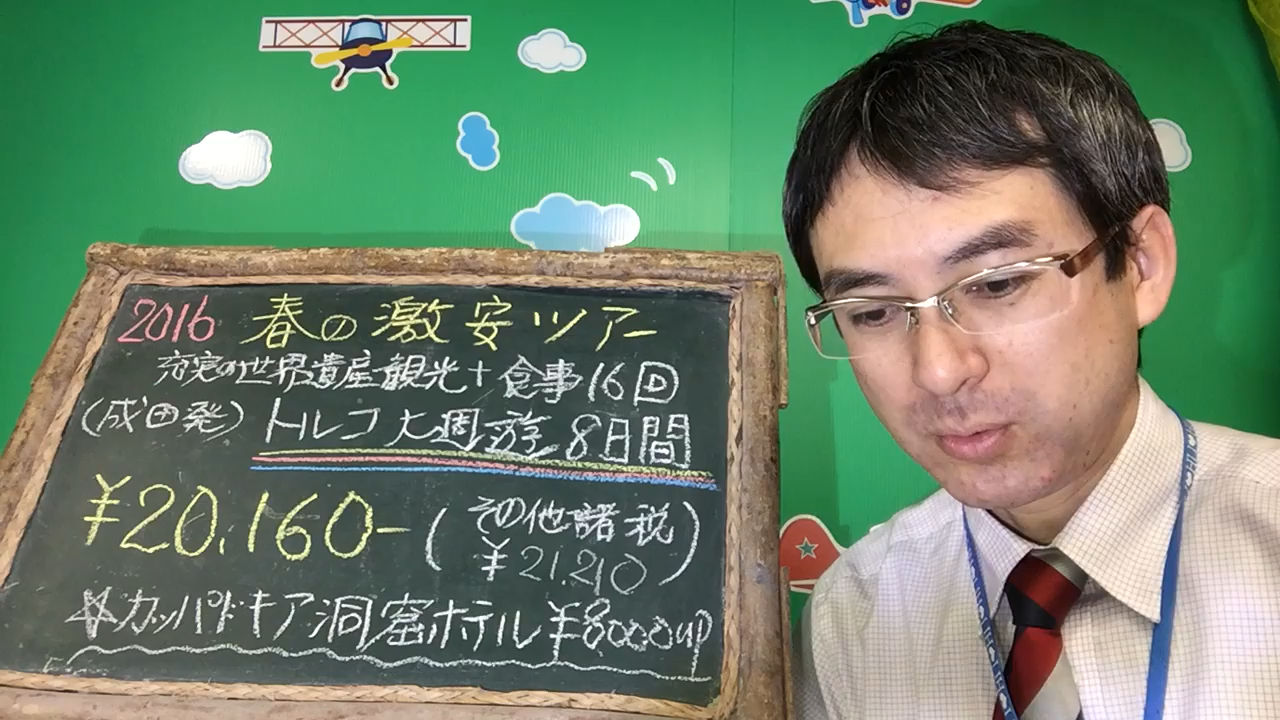 2016 春の激安ツアー
充実の世界遺産観光+食事16回
(成田発) トルコ大週遊 8日間
¥20,160- (その他諸税 ¥21,210)
☆カッパドキア洞窟ホテル¥8,000up